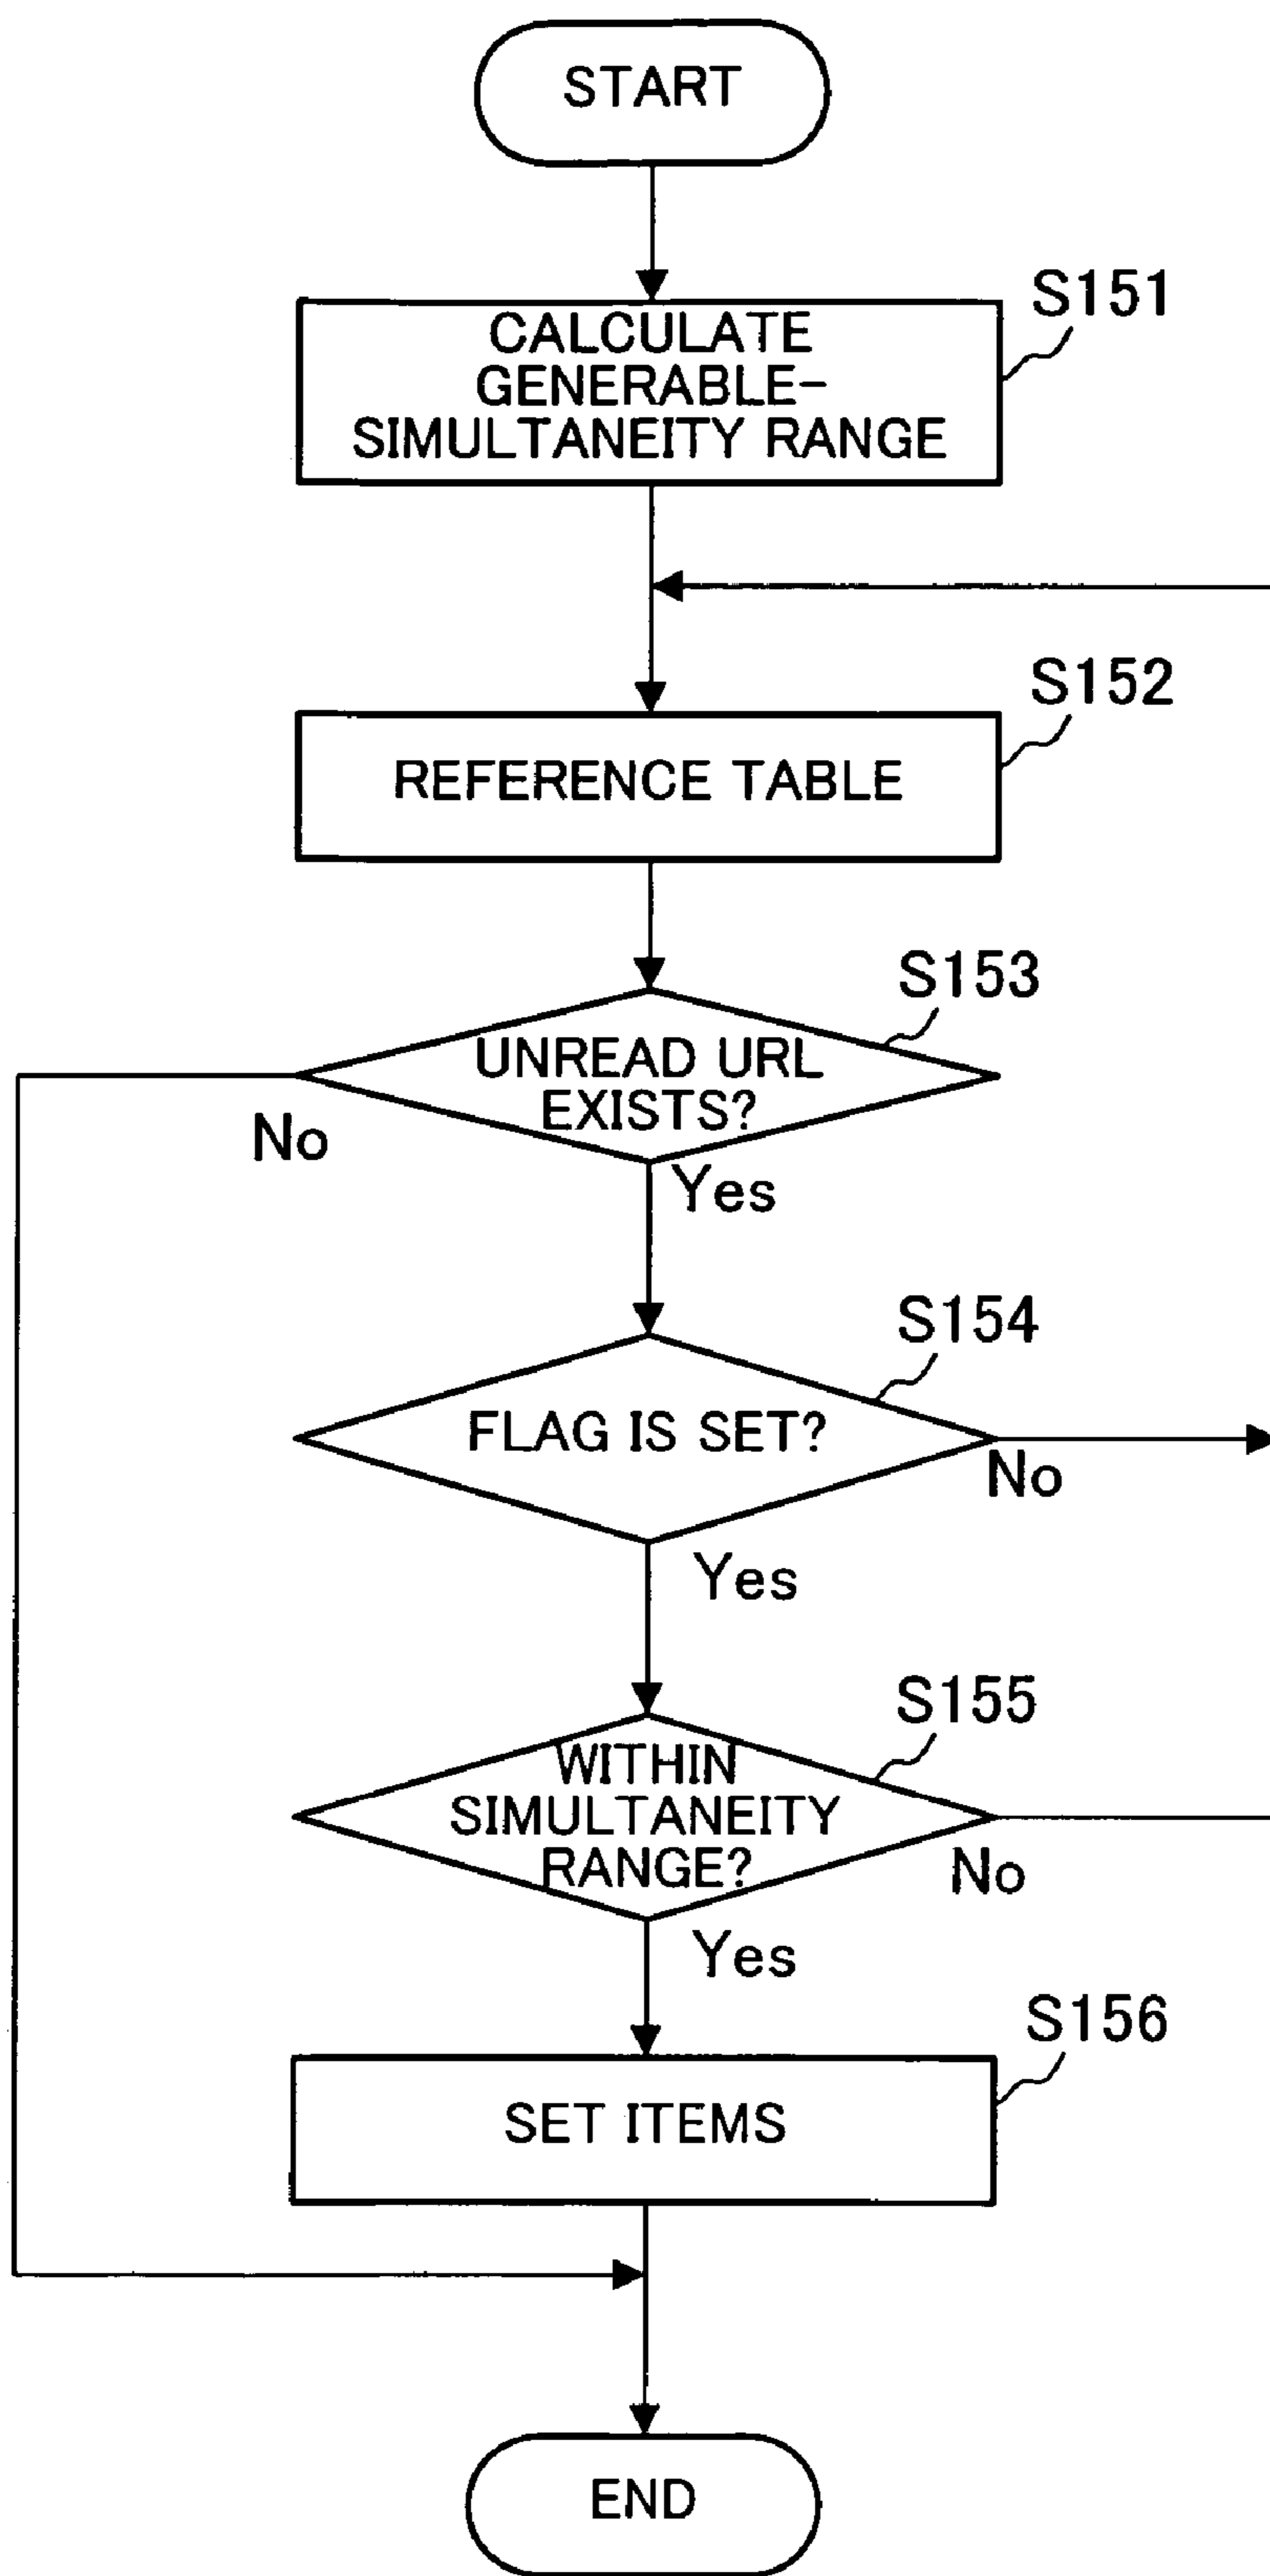 START
S151
CALCULATE
GENERABLE-
SIMULTANEITY RANGE
S152
REFERENCE TABLE
S153
UNREAD URL
EXISTS?
No
Yes
S154
FLAG IS SET?
No
Yes
S155
WITHIN
SIMULTANEITY
RANGE?
No
Yes
S156
SET ITEMS
END